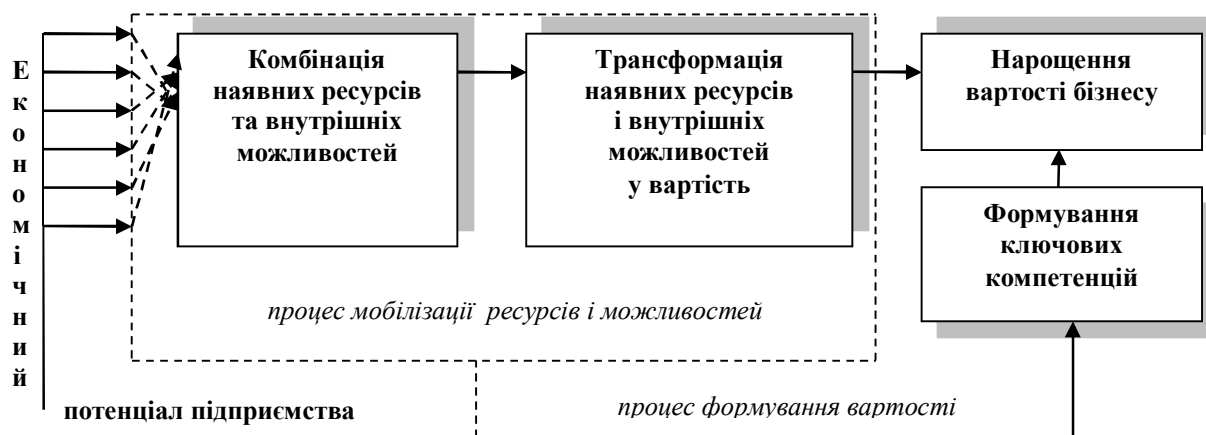 Економічний
Комбінація
наявних ресурсів
та внутрішніх
можливостей
Трансформація
наявних ресурсів
і внутрішніх
можливостей
у вартість
Нарощення
вартості бізнесу
Формування
ключових
компетенцій
процес мобілізації ресурсів і можливостей
потенціал підприємства
процес формування вартості